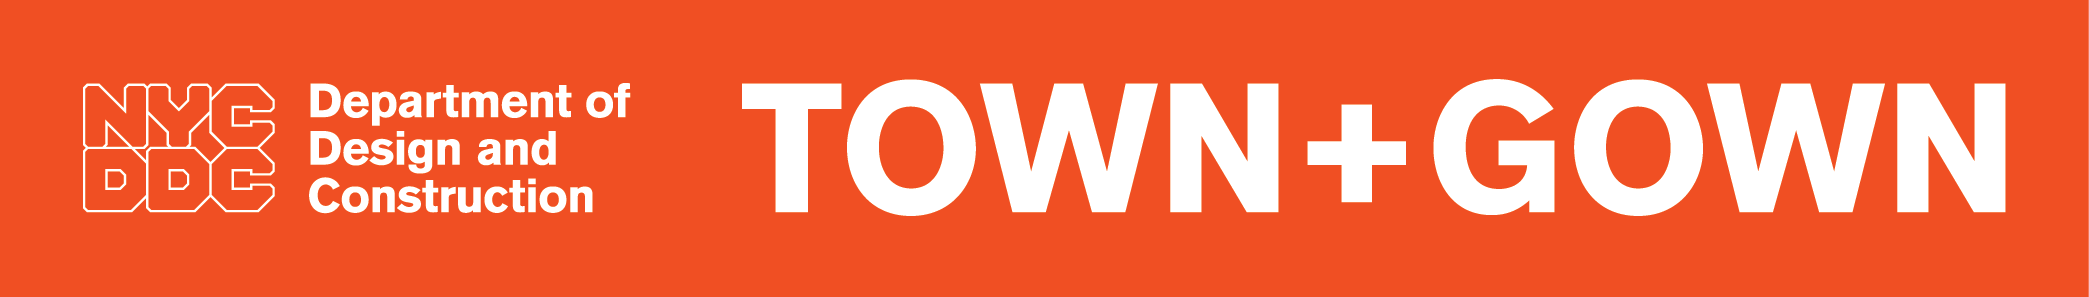 NYC
DDC
Department of
Design and
Construction
TOWN+GOWN